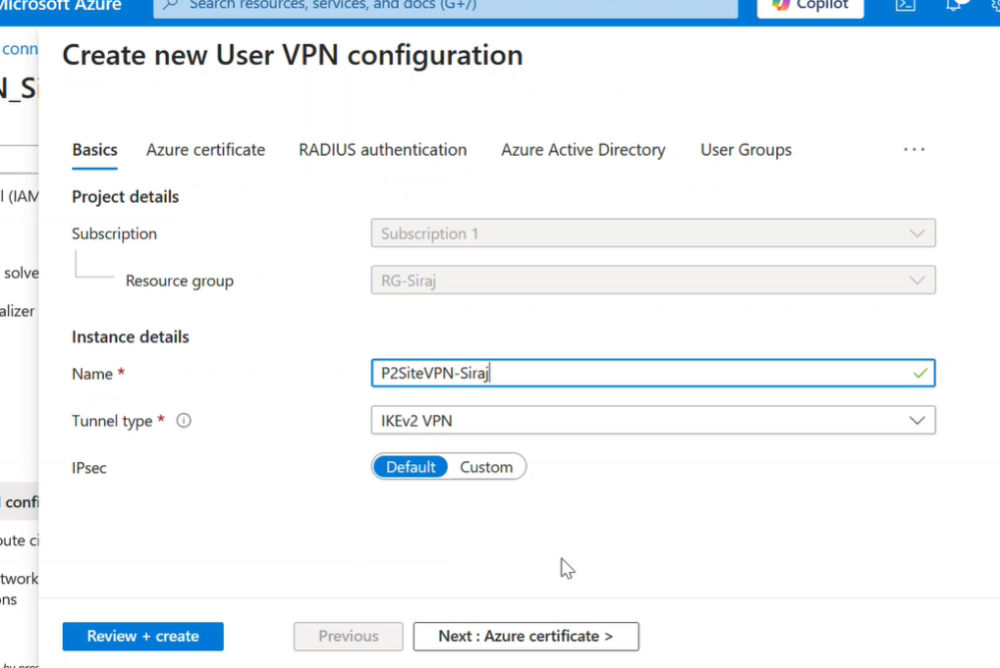 Microsoft Azure
Search resources, services, and docs (G+/)
Copilot
conn
N_Si
Create new User VPN configuration
Basics
Azure certificate
RADIUS authentication
Azure Active Directory
User Groups
...
l (IAM
Project details
Subscription
Subscription 1
solve
Resource group
RG-Siraj
alizer
Instance details
Name *
P2SiteVPN-Siraj
Tunnel type *
IKEv2 VPN
IPsec
Default
Custom
confi
oute ci
twork
ons
Review + create
Previous
Next : Azure certificate >